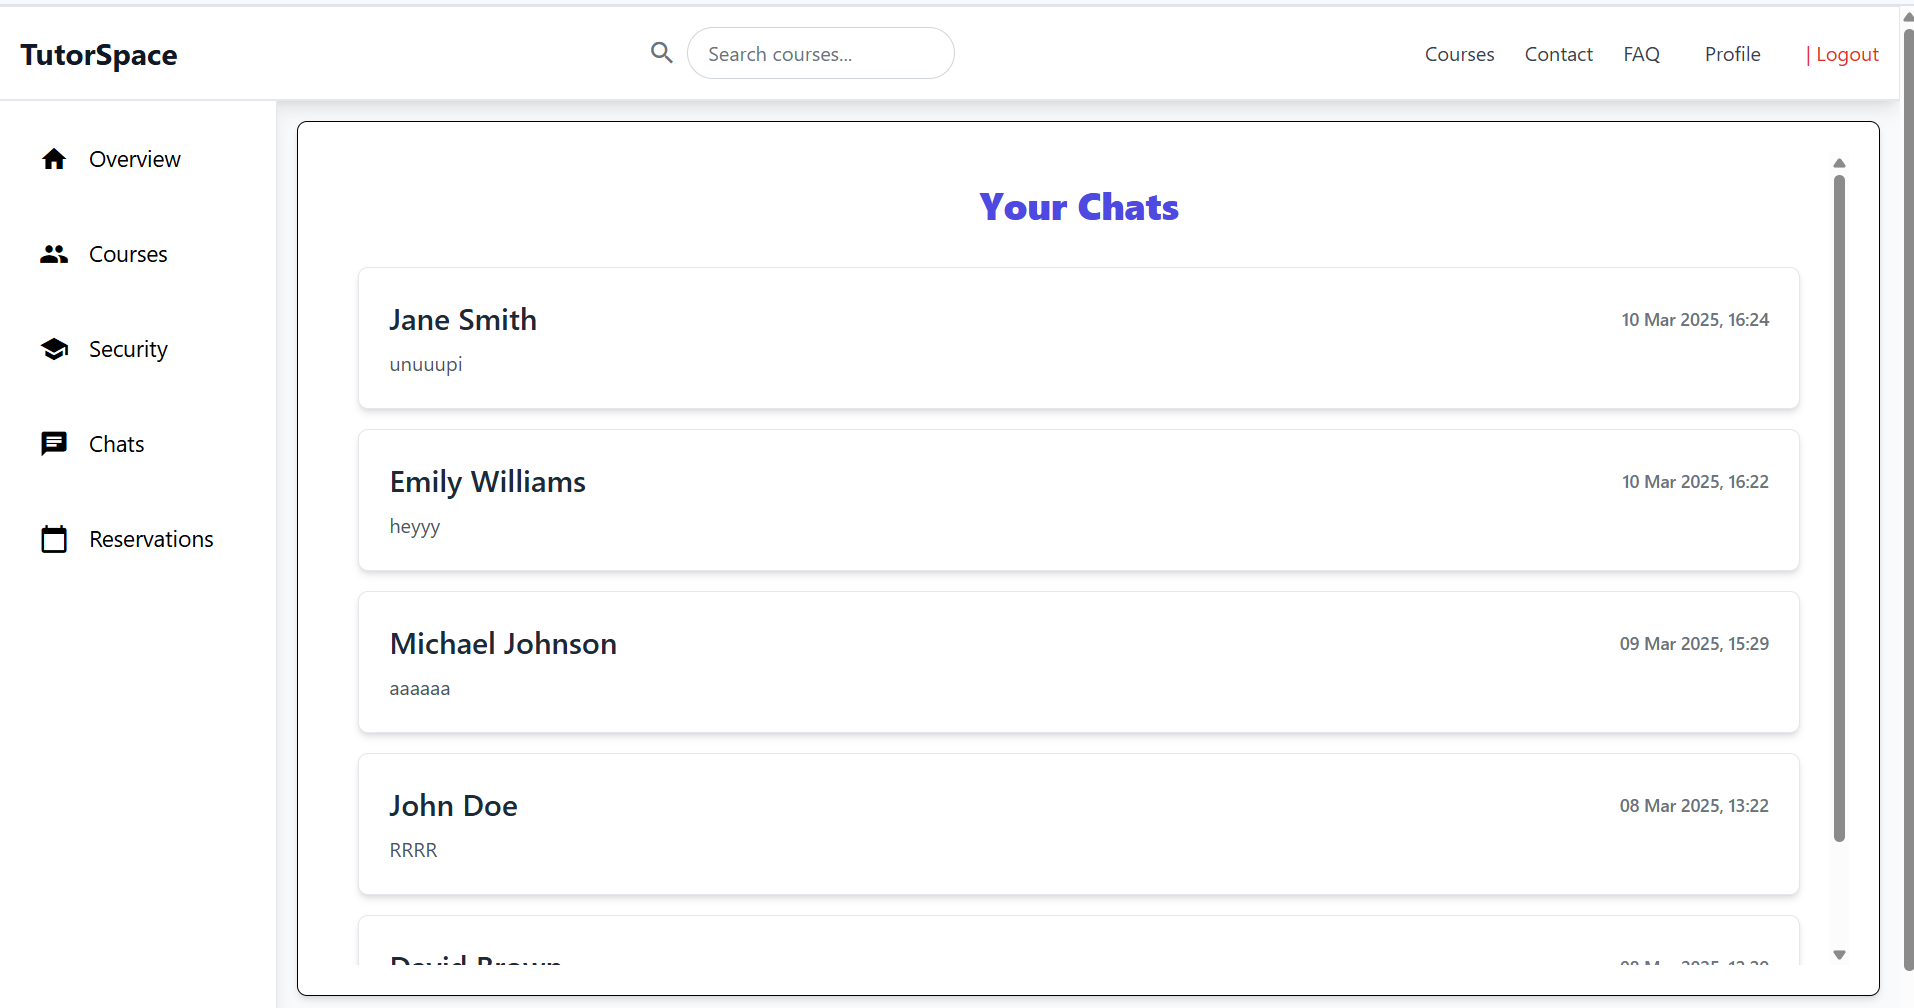 TutorSpace
Search courses...
Courses Contact FAQ Profile | Logout
Overview
Courses
Security
Chats
Reservations
Your Chats
Jane Smith 10 Mar 2025, 16:24
unuuupi
Emily Williams 10 Mar 2025, 16:22
heyyy
Michael Johnson 09 Mar 2025, 15:29
aaaaaa
John Doe 08 Mar 2025, 13:22
RRRR
David Brown